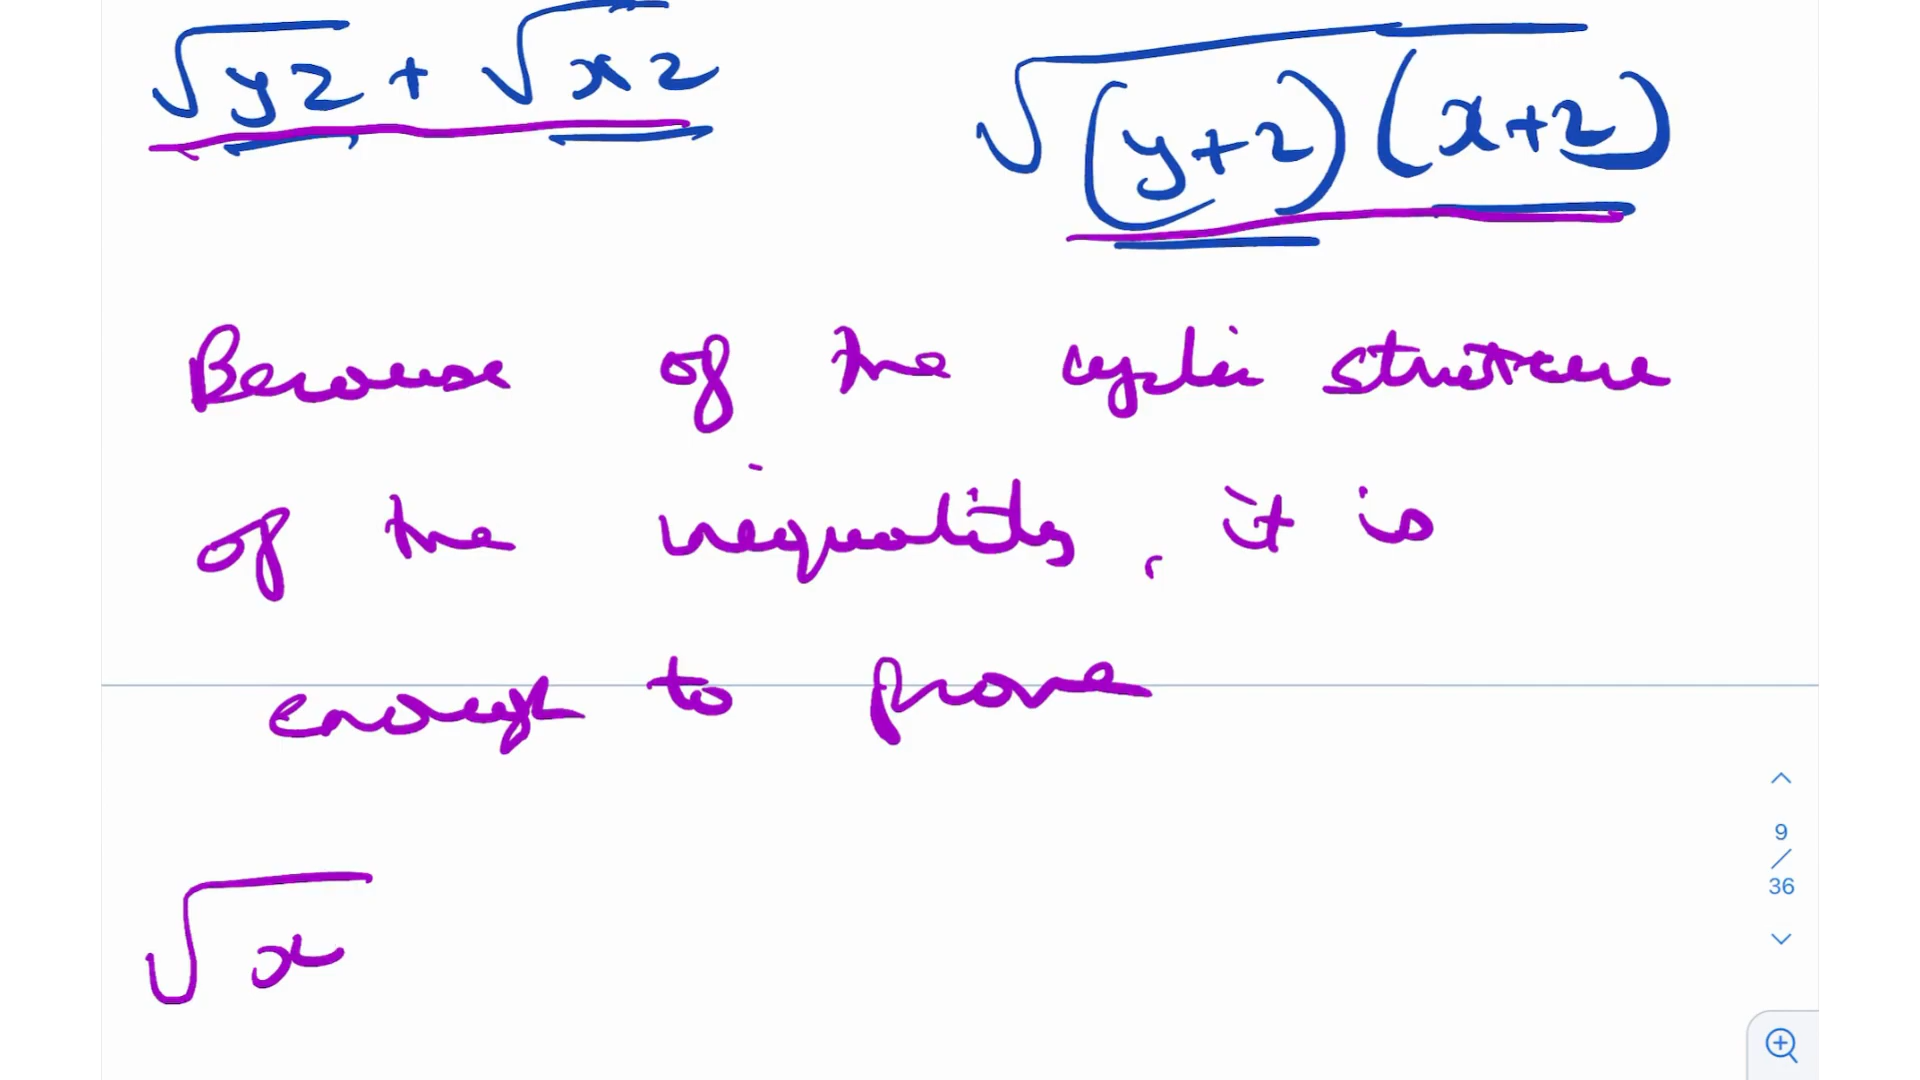 √yz + √xz √(y+z)(x+z)
Because of the cyclic structure
of the inequality, it is
enough to prove
√x
9
/
36